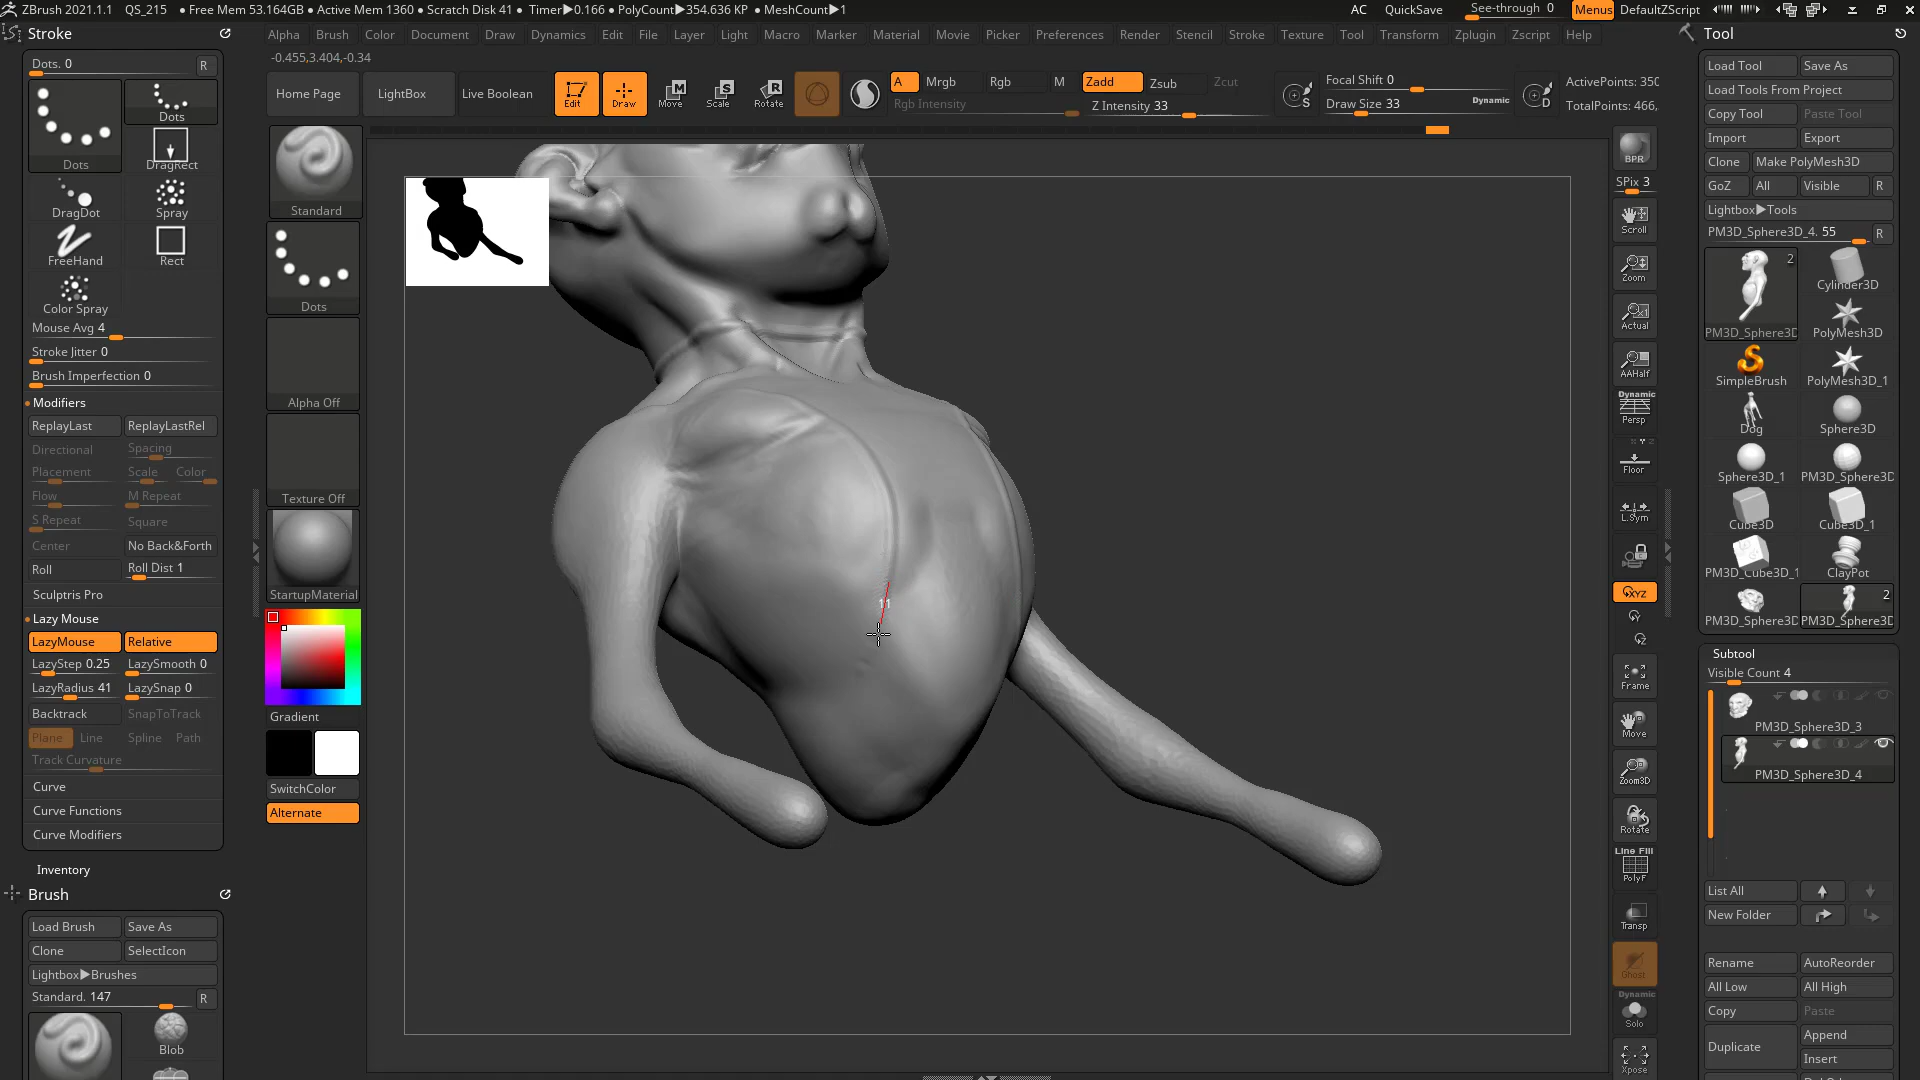 ZBrush 2021.1.1 QS_215 ● Free Mem 53.164GB ● Active Mem 1360 ● Scratch Disk 41 ● Timer▶0.166 ● PolyCount▶354.636 KP ● MeshCount▶1 AC QuickSave See-through 0 Menus DefaultZScript
Stroke
Alpha Brush Color Document Draw Dynamics Edit File Layer Light Macro Marker Material Movie Picker Preferences Render Stencil Stroke Texture Tool Transform Zplugin Zscript Help
Tool
-0.455,3.404,-0.34
Dots. 0 R
Dots
Dots
DragRect
DragDot Spray
FreeHand Rect
Color Spray
Mouse Avg 4
Stroke Jitter 0
Brush Imperfection 0
Modifiers
ReplayLast ReplayLastRel
Directional Spacing
Placement Scale Color
Flow M Repeat
S Repeat Square
Center No Back&Forth
Roll Roll Dist 1
Sculptris Pro
Lazy Mouse
LazyMouse Relative
LazyStep 0.25 LazySmooth 0
LazyRadius 41 LazySnap 0
Backtrack SnapToTrack
Plane Line Spline Path
Track Curvature
Curve
Curve Functions
Curve Modifiers
Inventory
Brush
Load Brush Save As
Clone SelectIcon
Lightbox▶Brushes
Standard. 147 R
Blob
Home Page LightBox Live Boolean
Edit Draw Move Scale Rotate
A Mrgb Rgb M Zadd Zsub Zcut
Rgb Intensity Z Intensity 33
S Focal Shift 0
Draw Size 33 Dynamic
D ActivePoints: 350
TotalPoints: 466,
Standard
Dots
Alpha Off
Texture Off
StartupMaterial
Gradient
SwitchColor
Alternate
11
BPR
SPix 3
Scroll
Zoom
Actual
AAHalf
Dynamic
Persp
Floor
L.Sym
XYZ
Frame
Move
Zoom3D
Rotate
Line Fill
PolyF
Transp
Ghost
Dynamic
Solo
Xpose
Load Tool Save As
Load Tools From Project
Copy Tool Paste Tool
Import Export
Clone Make PolyMesh3D
GoZ All Visible R
Lightbox▶Tools
PM3D_Sphere3D_4. 55 R
2
Cylinder3D
PM3D_Sphere3D PolyMesh3D
SimpleBrush PolyMesh3D_1
Dog Sphere3D
Sphere3D_1 PM3D_Sphere3D
Cube3D Cube3D_1
PM3D_Cube3D_1 ClayPot
2
PM3D_Sphere3D PM3D_Sphere3D
Subtool
Visible Count 4
PM3D_Sphere3D_3
PM3D_Sphere3D_4
List All
New Folder
Rename AutoReorder
All Low All High
Copy Paste
Duplicate Append
Insert